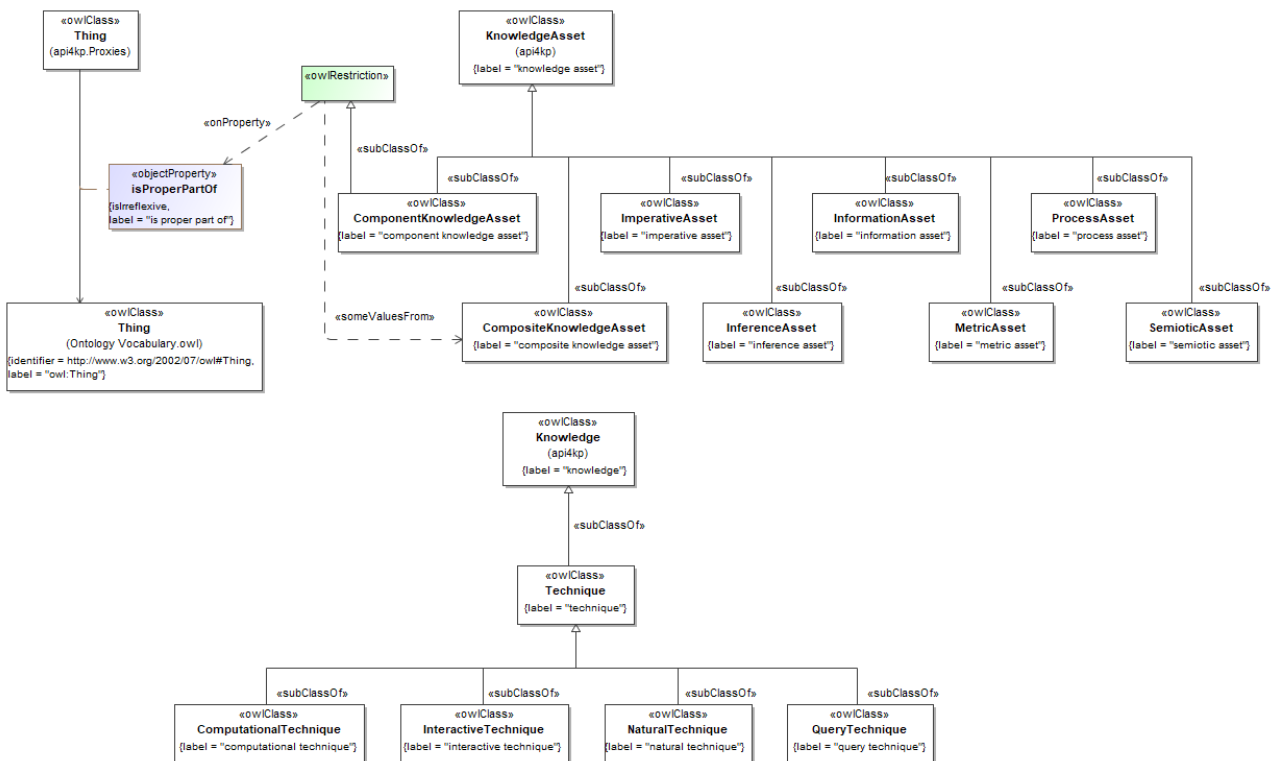 «owlClass»
Thing
(api4kp.Proxies)
«owlClass»
KnowledgeAsset
(api4kp)
{label = "knowledge asset"}
«owlRestriction»
«onProperty»
«subClassOf»
«objectProperty»
isProperPartOf
{isIrreflexive,
label = "is proper part of"}
«subClassOf»
«subClassOf»
«subClassOf»
«subClassOf»
«owlClass»
ComponentKnowledgeAsset
{label = "component knowledge asset"}
«owlClass»
ImperativeAsset
{label = "imperative asset"}
«owlClass»
InformationAsset
{label = "information asset"}
«owlClass»
ProcessAsset
{label = "process asset"}
«subClassOf»
«subClassOf»
«subClassOf»
«subClassOf»
«someValuesFrom»
«owlClass»
Thing
(Ontology Vocabulary.owl)
{identifier = http://www.w3.org/2002/07/owl#Thing,
label = "owl:Thing"}
«owlClass»
CompositeKnowledgeAsset
{label = "composite knowledge asset"}
«owlClass»
InferenceAsset
{label = "inference asset"}
«owlClass»
MetricAsset
{label = "metric asset"}
«owlClass»
SemioticAsset
{label = "semiotic asset"}
«owlClass»
Knowledge
(api4kp)
{label = "knowledge"}
«subClassOf»
«owlClass»
Technique
{label = "technique"}
«subClassOf»
«subClassOf»
«subClassOf»
«subClassOf»
«owlClass»
ComputationalTechnique
{label = "computational technique"}
«owlClass»
InteractiveTechnique
{label = "interactive technique"}
«owlClass»
NaturalTechnique
{label = "natural technique"}
«owlClass»
QueryTechnique
{label = "query technique"}